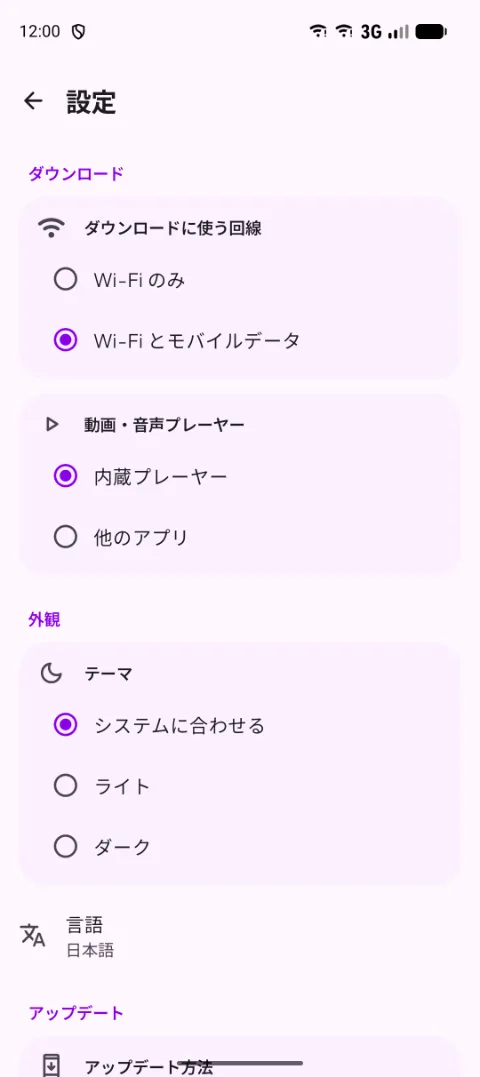 12:00
3G
設定
ダウンロード
ダウンロードに使う回線
Wi-Fi のみ
Wi-Fi とモバイルデータ
動画・音声プレーヤー
内蔵プレーヤー
他のアプリ
外観
テーマ
システムに合わせる
ライト
ダーク
言語
日本語
アップデート
アップデート方法